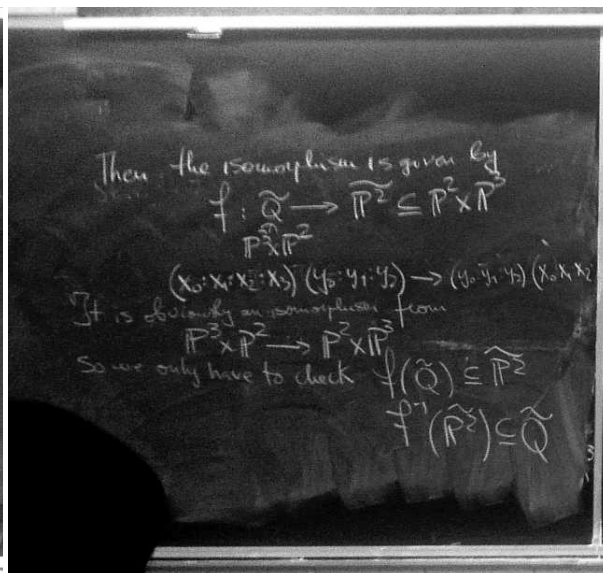 Then the isomorphism is given by
f : Q̃ → P̃² ⊆ P² × P³
P³ × P²
(x₀:x₁:x₂:x₃) (y₀:y₁:y₂) → (y₀:y₁:y₂) (x₀ x₁ x₂
It is obviously an isomorphism from
P³ × P² → P² × P³
So we only have to check f(Q̃) ⊆ P̃²
f⁻¹(P̃²) ⊆ Q̃